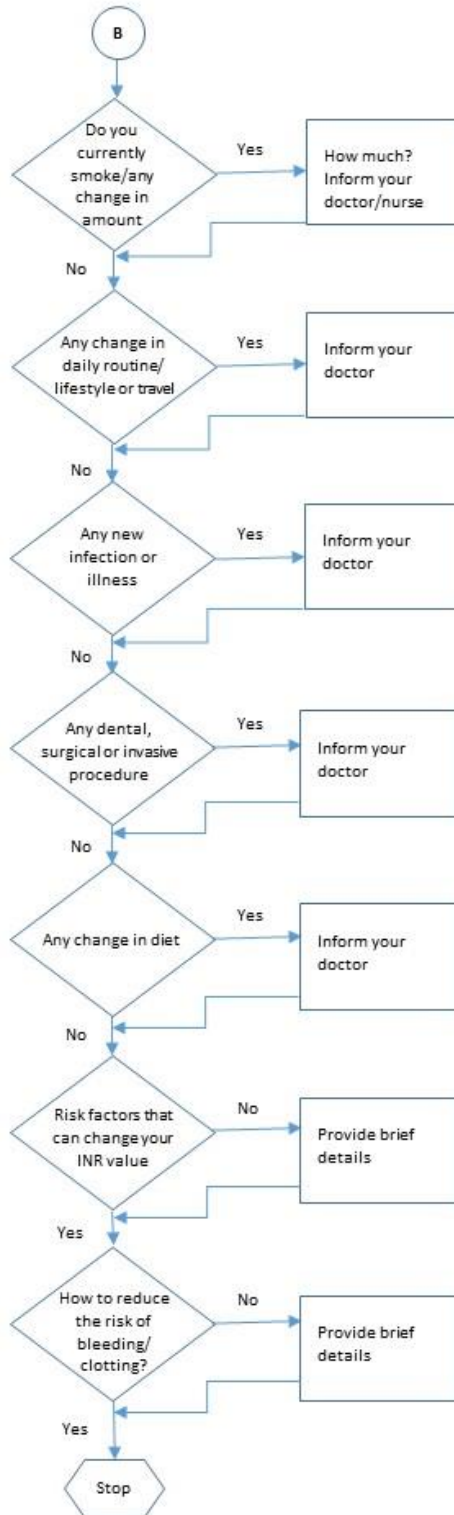 B
Do you
currently
smoke/any
change in
amount
Yes
How much?
Inform your
doctor/nurse
No
Any change in
daily routine/
lifestyle or travel
Yes
Inform your
doctor
No
Any new
infection or
illness
Yes
Inform your
doctor
No
Any dental,
surgical or invasive
procedure
Yes
Inform your
doctor
No
Any change in diet
Yes
Inform your
doctor
No
Risk factors that
can change your
INR value
No
Provide brief
details
Yes
How to reduce
the risk of
bleeding/
clotting?
No
Provide brief
details
Yes
Stop